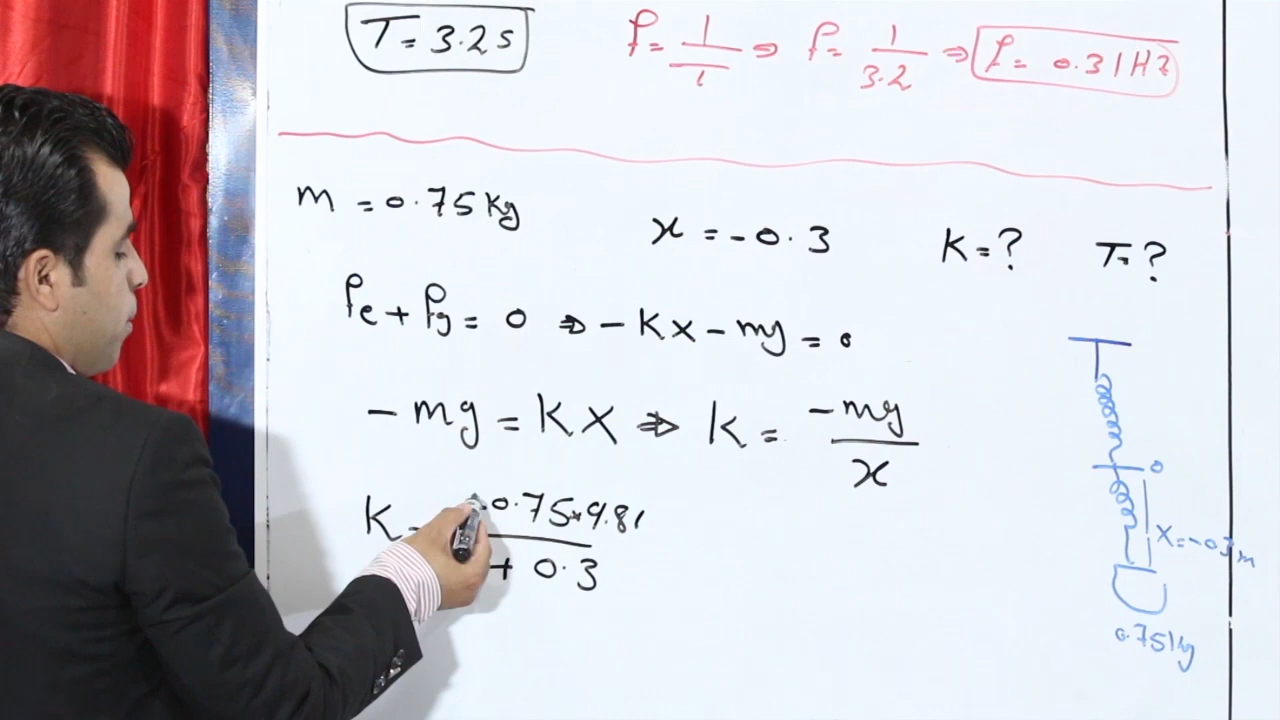 T = 3.2 s
f = 1/T ⇒ f = 1/3.2 ⇒ f = 0.31 Hz
m = 0.75 Kg
x = -0.3
K = ?
T = ?
fe + fg = 0 ⇒ -Kx - mg = 0
-mg = Kx ⇒ K = -mg/x
0
x = -0.3 m
0.75 Kg
K = 0.75 × 9.81 / + 0.3